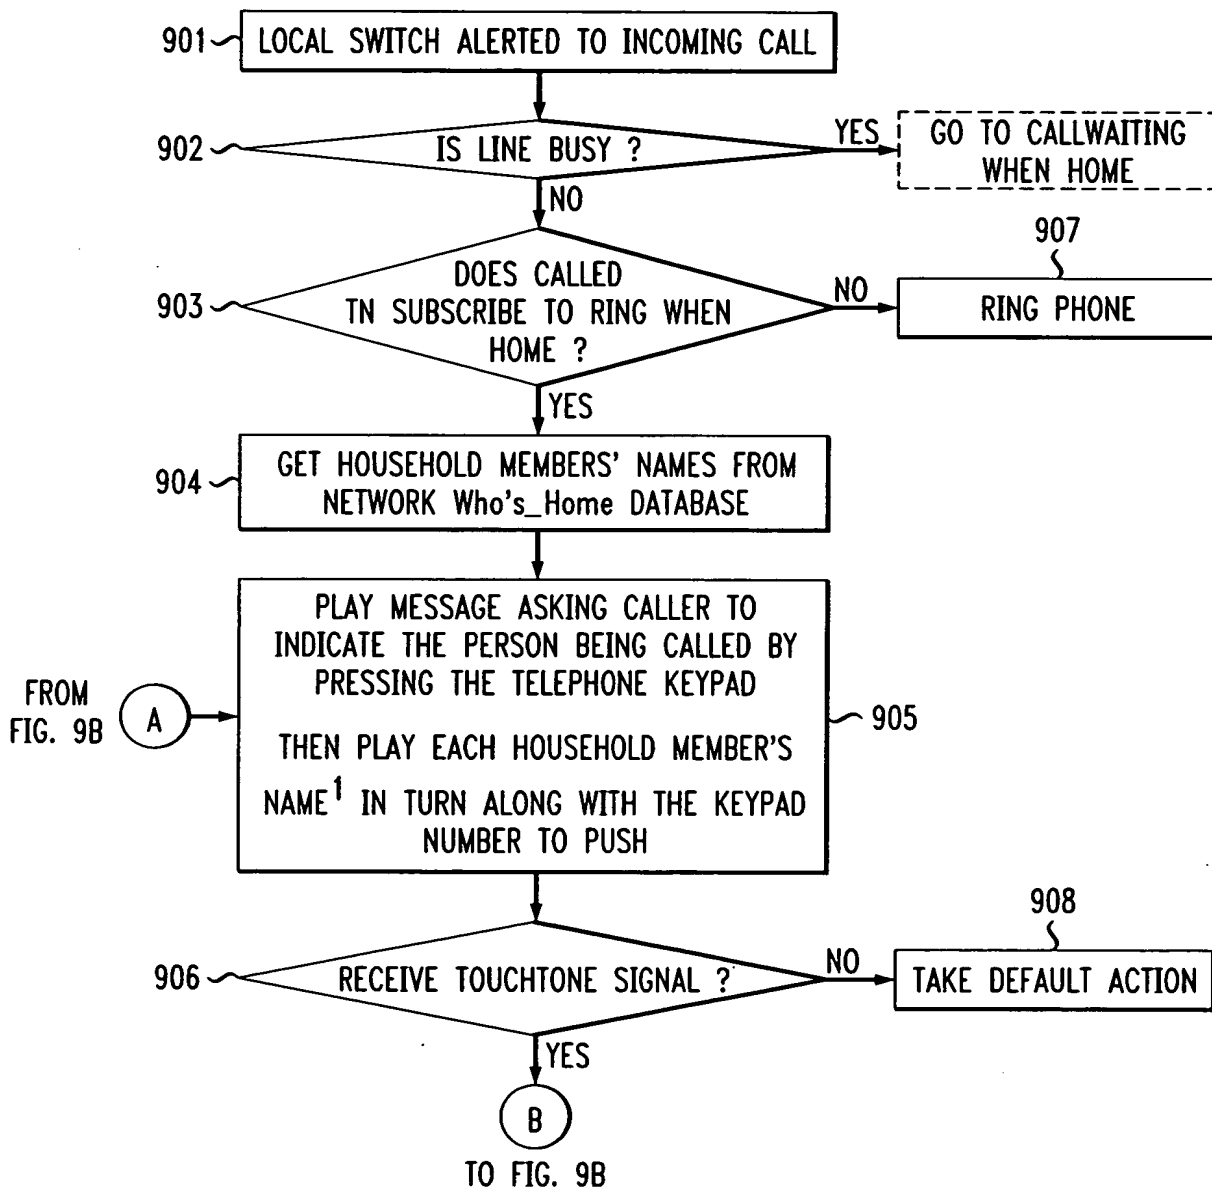 901
LOCAL SWITCH ALERTED TO INCOMING CALL
902
IS LINE BUSY ?
YES
GO TO CALLWAITING
WHEN HOME
NO
903
DOES CALLED
TN SUBSCRIBE TO RING WHEN
HOME ?
NO
907
RING PHONE
YES
904
GET HOUSEHOLD MEMBERS' NAMES FROM
NETWORK Who's_Home DATABASE
FROM
FIG. 9B
A
PLAY MESSAGE ASKING CALLER TO
INDICATE THE PERSON BEING CALLED BY
PRESSING THE TELEPHONE KEYPAD
THEN PLAY EACH HOUSEHOLD MEMBER'S
NAME¹ IN TURN ALONG WITH THE KEYPAD
NUMBER TO PUSH
905
906
RECEIVE TOUCHTONE SIGNAL ?
NO
908
TAKE DEFAULT ACTION
YES
B
TO FIG. 9B